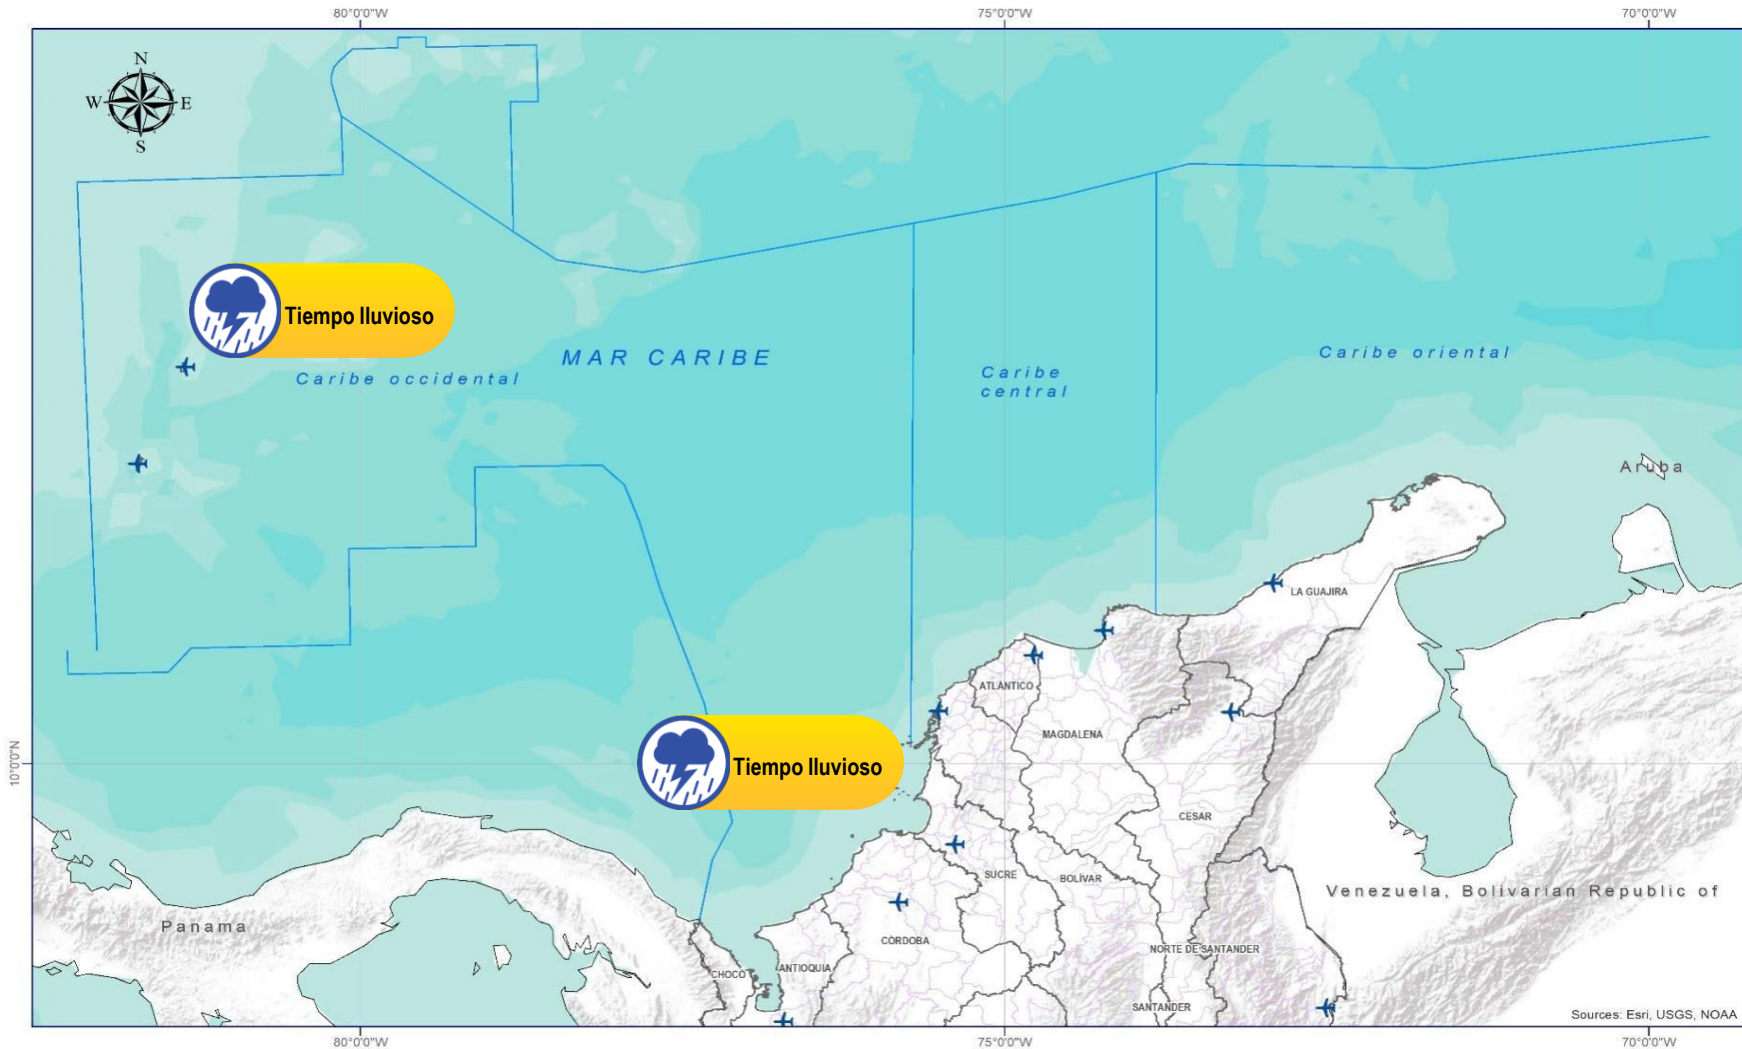 80°0'0"W
75°0'0"W
70°0'0"W
N
W
E
S
Tiempo lluvioso
MAR CARIBE
Caribe oriental
Caribe occidental
Caribe
central
Aruba
LA GUAJIRA
ATLANTICO
MAGDALENA
Tiempo lluvioso
10°0'0"N
CESAR
SUCRE
BOLÍVAR
Venezuela, Bolivarian Republic of
Panama
CÓRDOBA
NORTE DE SANTANDER
CHOCO
ANTIOQUIA
SANTANDER
Sources: Esri, USGS, NOAA
80°0'0"W
75°0'0"W
70°0'0"W